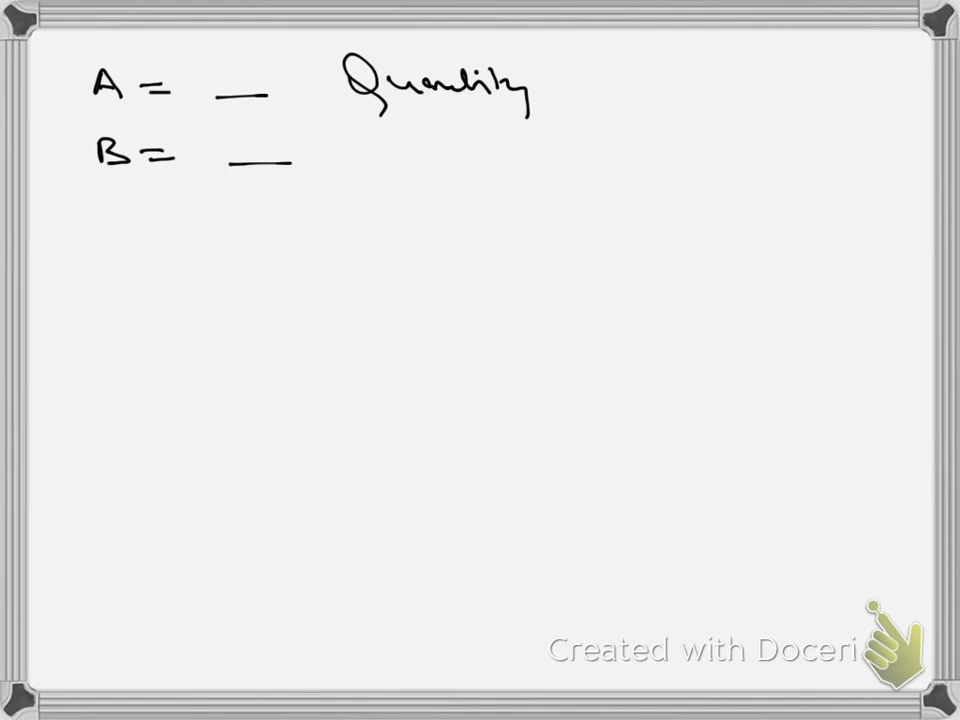 A = __ Quantity
B = __
Created with Doceri